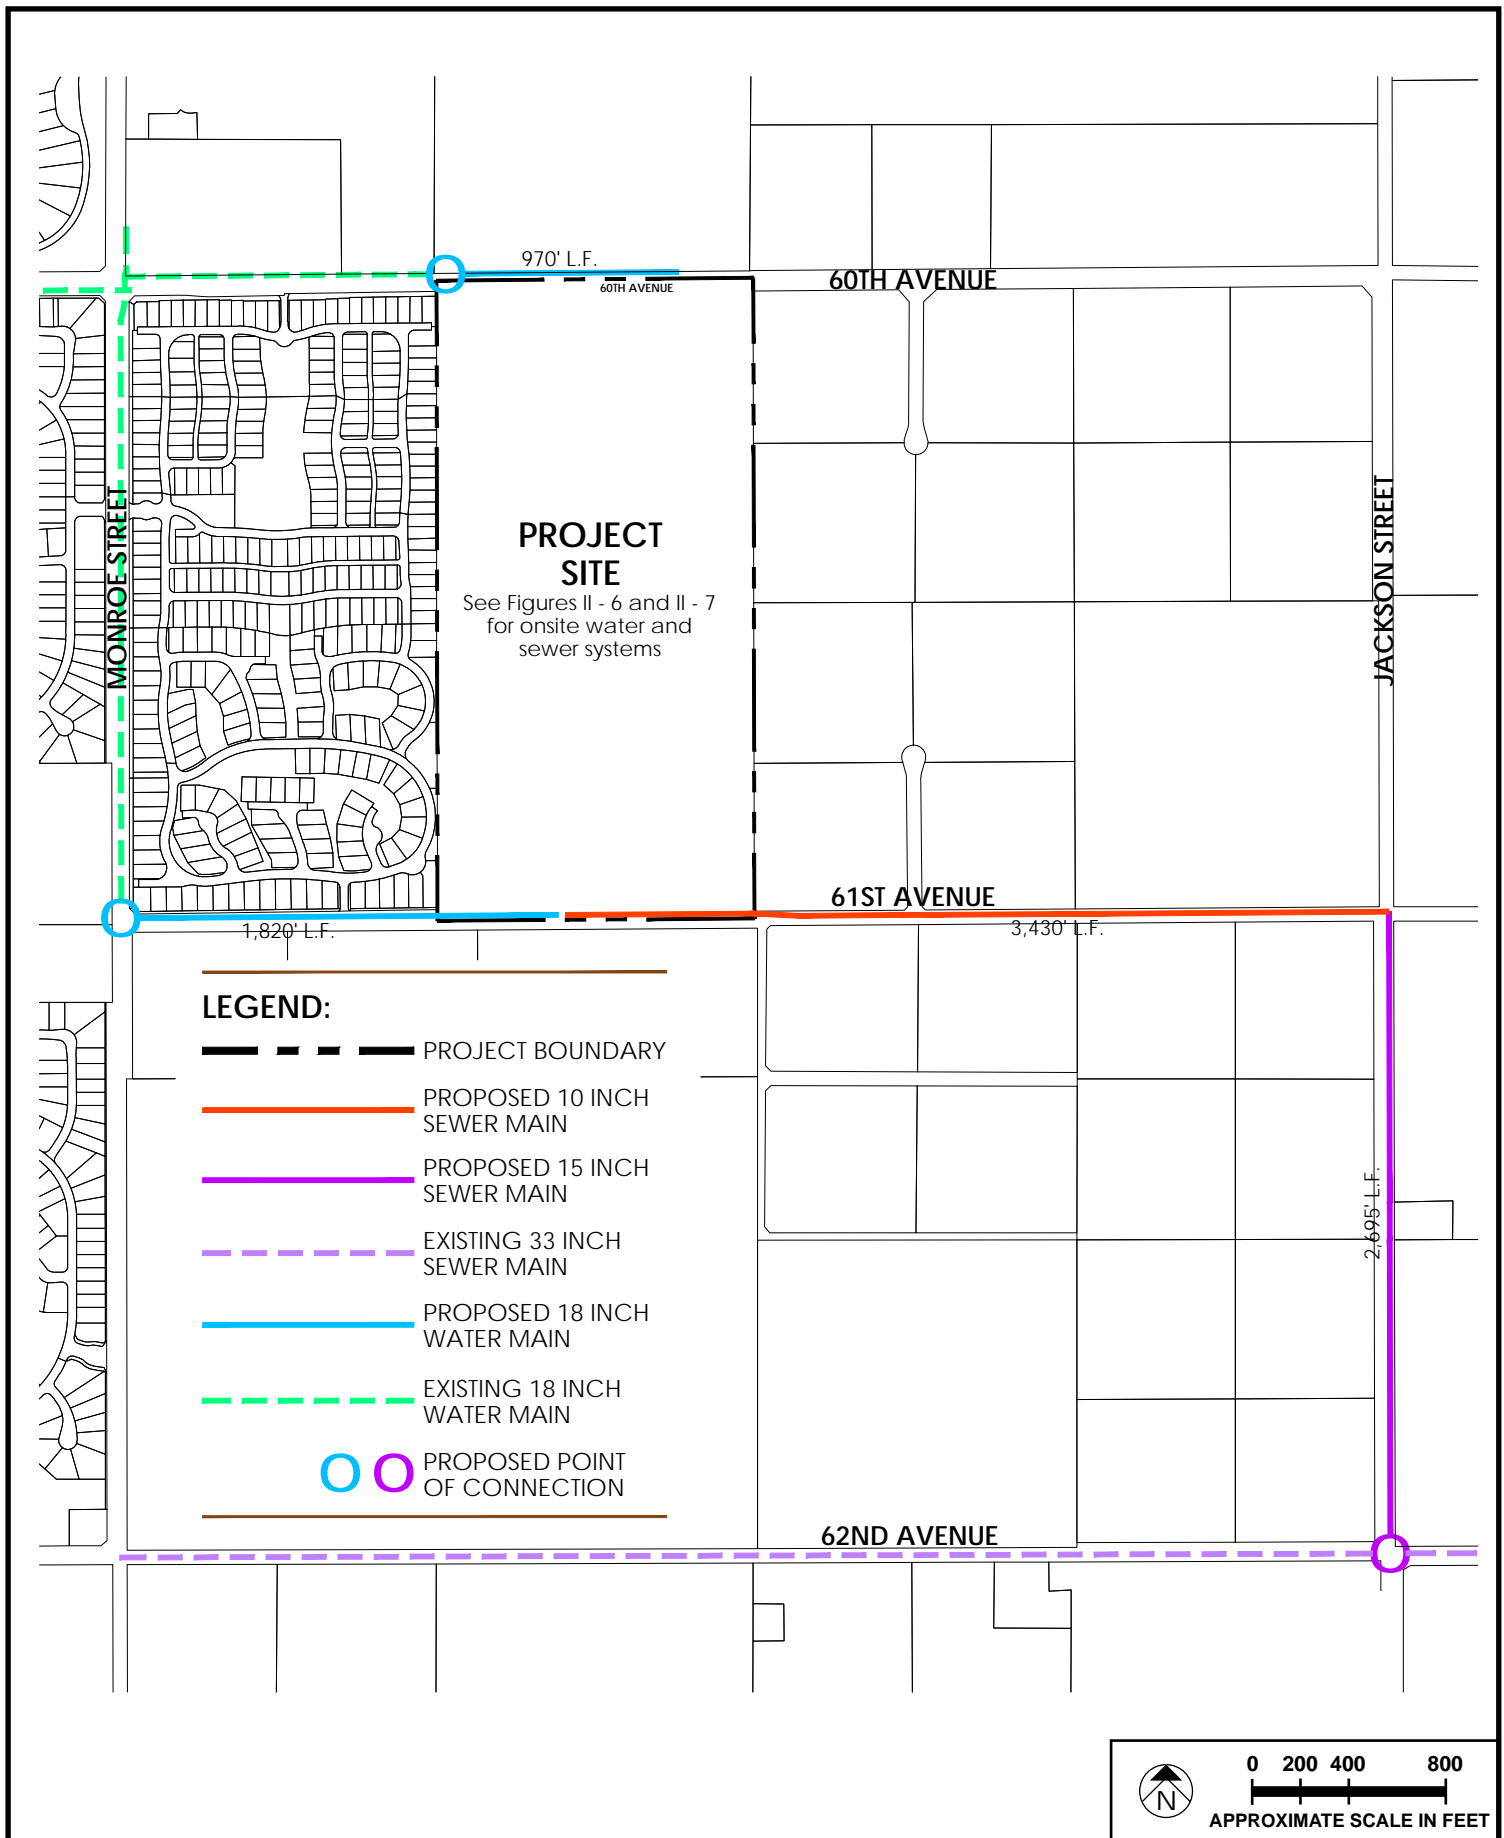 970' L.F.
60TH AVENUE
60TH AVENUE
MONROE STREET
JACKSON STREET
PROJECT
SITE
See Figures II - 6 and II - 7
for onsite water and
sewer systems
61ST AVENUE
1,820' L.F.
3,430' L.F.
LEGEND:
PROJECT BOUNDARY
PROPOSED 10 INCH
SEWER MAIN
PROPOSED 15 INCH
SEWER MAIN
EXISTING 33 INCH
SEWER MAIN
PROPOSED 18 INCH
WATER MAIN
EXISTING 18 INCH
WATER MAIN
PROPOSED POINT
OF CONNECTION
2,695' L.F.
62ND AVENUE
N
0 200 400 800
APPROXIMATE SCALE IN FEET